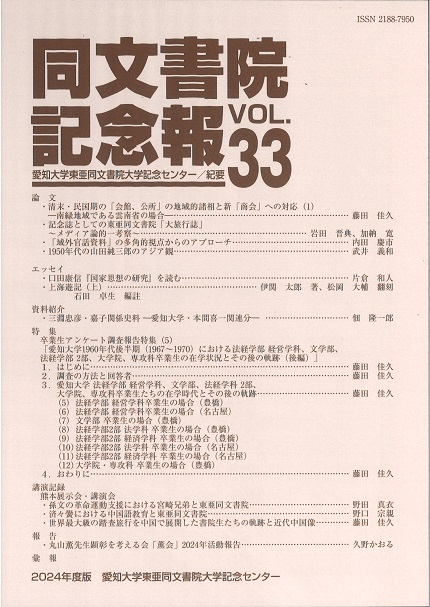 ISSN 2188-7950
同文書院
記念報 VOL. 33
愛知大学東亜同文書院大学記念センター／紀要
論 文
・清末・民国期の「会館、公所」の地域的諸相と新「商会」への対応（1）
―南緑地域である雲南省の場合― 藤田 佳久
・記念誌としての東亜同文書院「大旅行誌」
～メディア論的一考察～ 岩田 晋典、加納 寛
・「城外官話資料」の多角的視点からのアプローチ 内田 慶市
・1950年代の山田純三郎のアジア観 武井 義和
エッセイ
・口田康信『国家思想の研究』を読む 片倉 和人
・上海遊記（上） 伊関 太郎 著、松岡 大輔 翻刻
石田 卓生 編註
資料紹介
・三淵忠彦・嘉子関係史料 ―愛知大学・本間喜一関連分― 佃 隆一郎
特 集
卒業生アンケート調査報告特集（5）
「愛知大学1960年代後半期（1967～1970）における法経学部 経営学科、文学部、
法経学部 2部、大学院、専攻科卒業生の在学状況とその後の軌跡（後編）」
1．はじめに 藤田 佳久
2．調査の方法と回答者 藤田 佳久
3．愛知大学 法経学部 経営学科、文学部、法経学科 2部、
大学院、専攻科卒業生たちの在学時代とその後の軌跡 藤田 佳久
(5) 法経学部 経営学科卒業生の場合（豊橋）
(6) 法経学部 経営学科卒業生の場合（名古屋）
(7) 文学部 卒業生の場合（豊橋）
(8) 法経学部2部 法学科 卒業生の場合（豊橋）
(9) 法経学部2部 経済学科 卒業生の場合（豊橋）
(10) 法経学部2部 法学科 卒業生の場合（名古屋）
(11) 法経学部2部 経済学科 卒業生の場合（名古屋）
(12) 大学院・専攻科 卒業生の場合（豊橋）
4．おわりに 藤田 佳久
講演記録
熊本展示会・講演会
・孫文の革命運動支援における宮崎兄弟と東亜同文書院 野田 真衣
・済々黌における中国語教育と東亜同文書院 野口 宗親
・世界最大級の踏査旅行を中国で展開した書院生たちの軌跡と近代中国像 藤田 佳久
報 告
・丸山薫先生顕彰を考える会「薫会」2024年活動報告 久野かおる
彙 報
2024年度版 愛知大学東亜同文書院大学記念センター